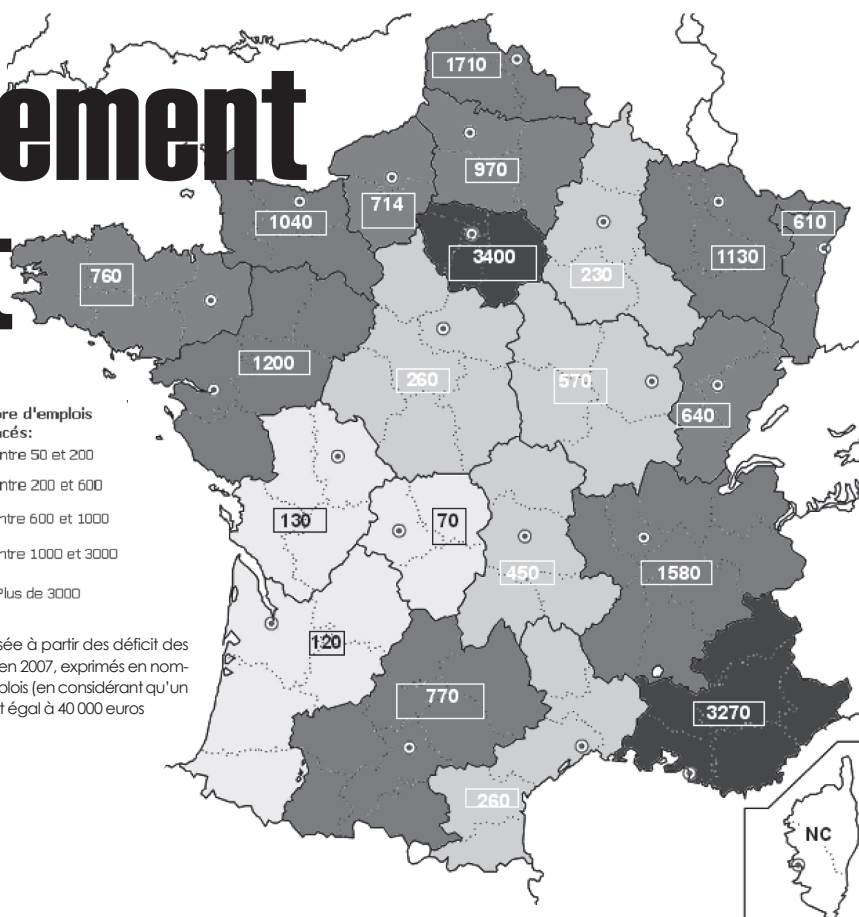 ement
t
1710
970
714
1040
3400
230
1130
610
760
1200
260
570
640
130
70
450
1580
120
770
3270
260
NC
re d'emplois
cés:
ntre 50 et 200
ntre 200 et 600
ntre 600 et 1000
ntre 1000 et 3000
Plus de 3000
sée à partir des déficit des
en 2007, exprimés en nom-
plois (en considérant qu'un
t égal à 40 000 euros